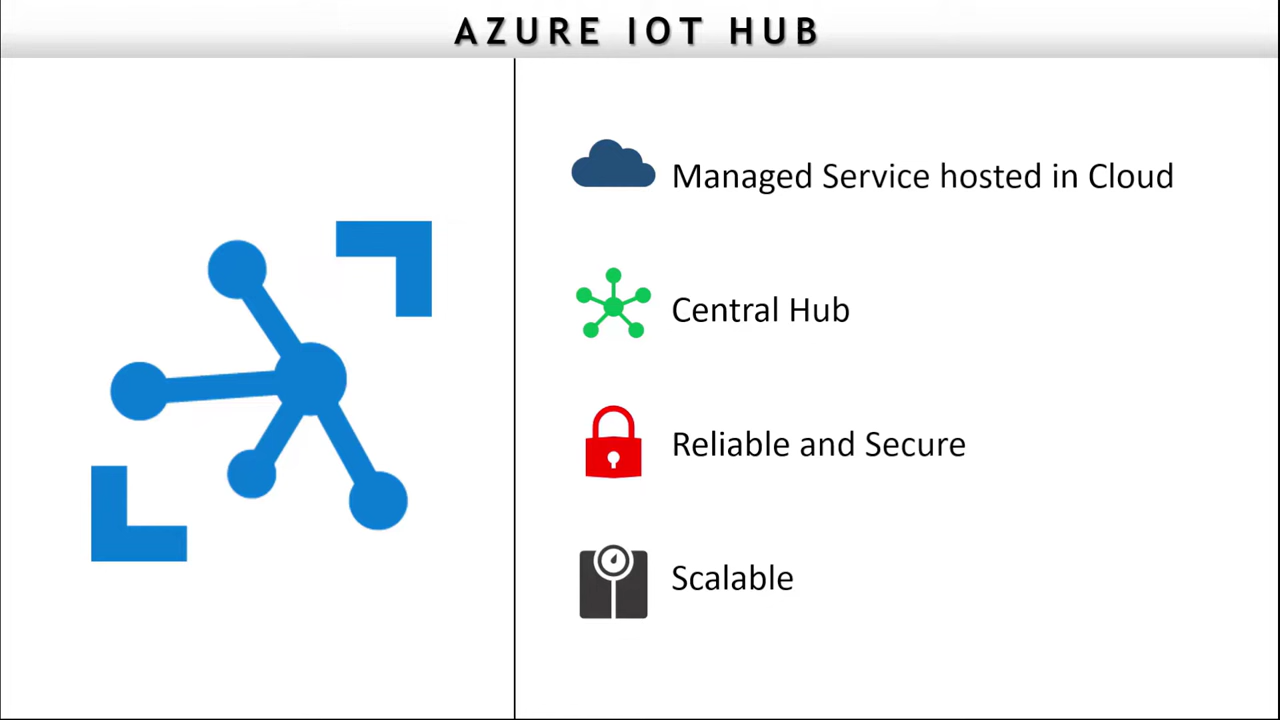 AZURE IOT HUB
Managed Service hosted in Cloud
Central Hub
Reliable and Secure
Scalable